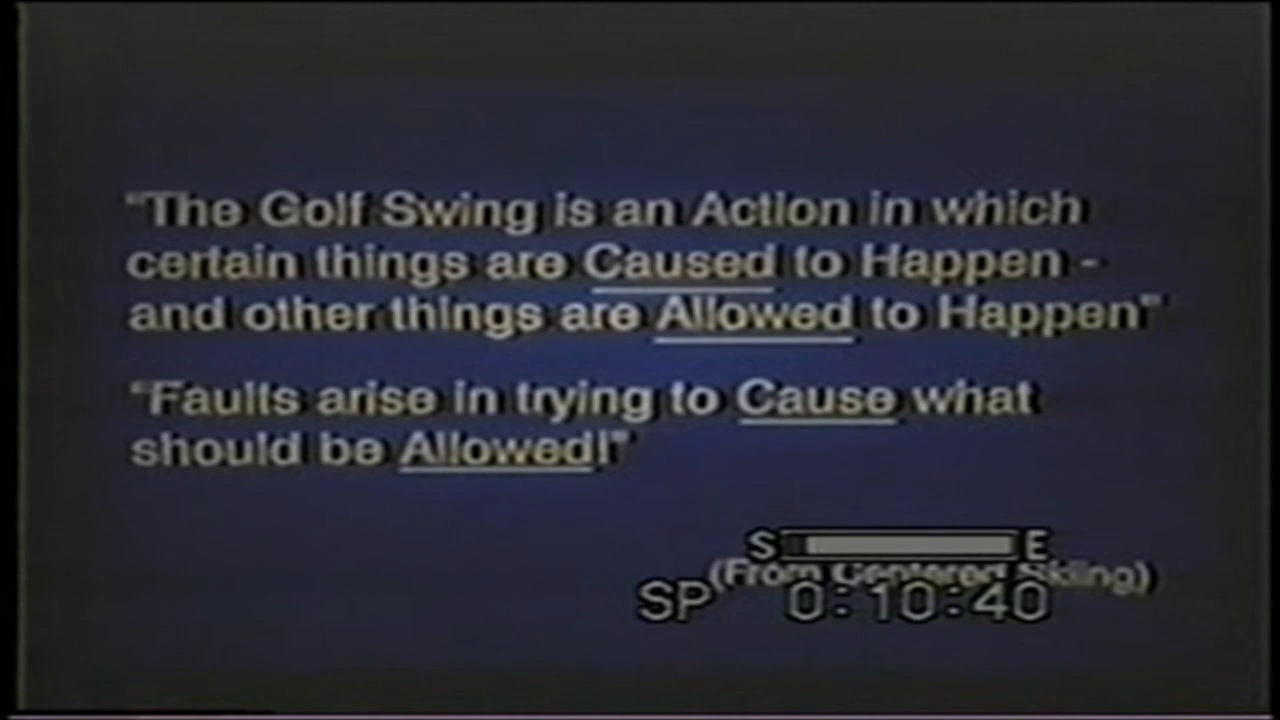 "The Golf Swing is an Action in which
certain things are Caused to Happen -
and other things are Allowed to Happen"
"Faults arise in trying to Cause what
should be Allowed!"
S E
(From Centered Skiing)
SP 0:10:40